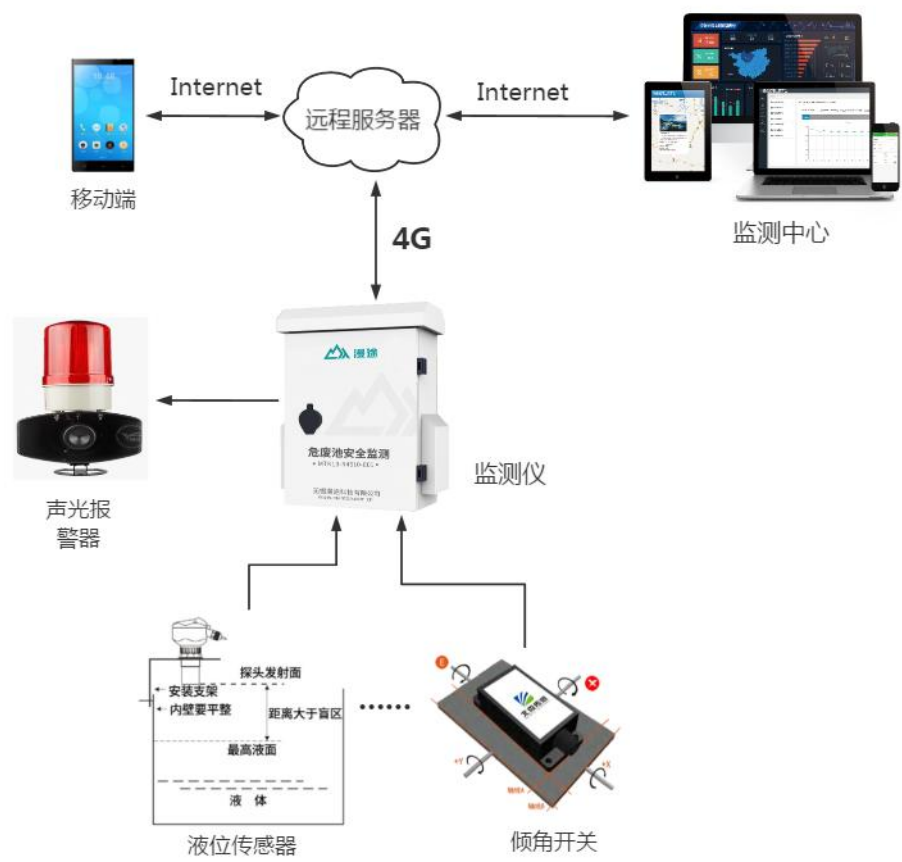 Internet
远程服务器
Internet
移动端
监测中心
4G
漫途
危废池安全监测
监测仪
声光报
警器
探头发射面
安装支架
内壁要平整
距离大于盲区
最高液面
液 体
液位传感器
+Y
+X
倾角开关